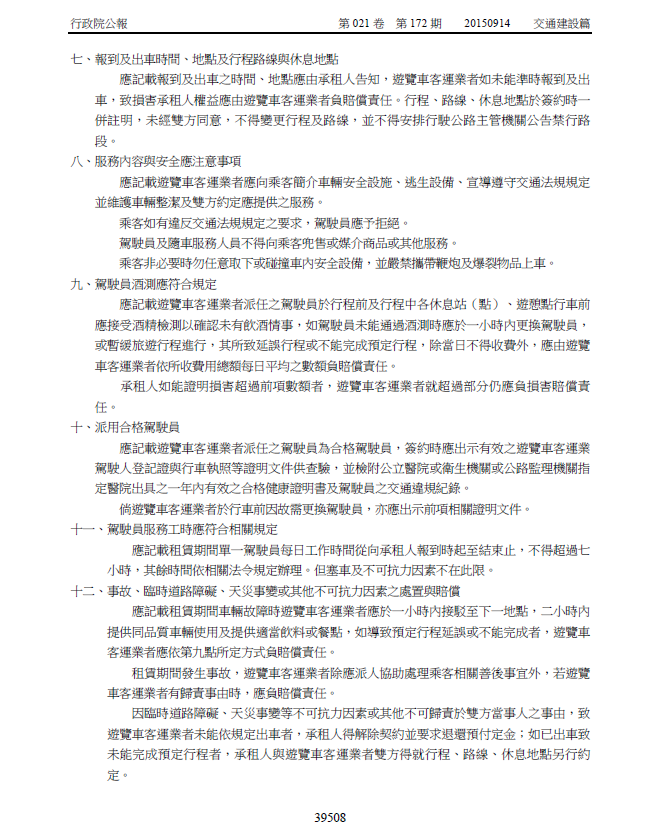 行政院公報 第 021 卷 第 172 期 20150914 交通建設篇
七、報到及出車時間、地點及行程路線與休息地點
應記載報到及出車之時間、地點應由承租人告知，遊覽車客運業者如未能準時報到及出
車，致損害承租人權益應由遊覽車客運業者負賠償責任。行程、路線、休息地點於簽約時一
併註明，未經雙方同意，不得變更行程及路線，並不得安排行駛公路主管機關公告禁行路
段。
八、服務內容與安全應注意事項
應記載遊覽車客運業者應向乘客簡介車輛安全設施、逃生設備、宣導遵守交通法規規定
並維護車輛整潔及雙方約定應提供之服務。
乘客如有違反交通法規規定之要求，駕駛員應予拒絕。
駕駛員及隨車服務人員不得向乘客兜售或媒介商品或其他服務。
乘客非必要時勿任意取下或碰撞車內安全設備，並嚴禁攜帶鞭炮及爆裂物品上車。
九、駕駛員酒測應符合規定
應記載遊覽車客運業者派任之駕駛員於行程前及行程中各休息站（點）、遊憩點行車前
應接受酒精檢測以確認未有飲酒情事，如駕駛員未能通過酒測時應於一小時內更換駕駛員，
或暫緩旅遊行程進行，其所致延誤行程或不能完成預定行程，除當日不得收費外，應由遊覽
車客運業者依所收費用總額每日平均之數額負賠償責任。
承租人如能證明損害超過前項數額者，遊覽車客運業者就超過部分仍應負損害賠償責
任。
十、派用合格駕駛員
應記載遊覽車客運業者派任之駕駛員為合格駕駛員，簽約時應出示有效之遊覽車客運業
駕駛人登記證與行車執照等證明文件供查驗，並檢附公立醫院或衛生機關或公路監理機關指
定醫院出具之一年內有效之合格健康證明書及駕駛員之交通違規紀錄。
倘遊覽車客運業者於行車前因故需更換駕駛員，亦應出示前項相關證明文件。
十一、駕駛員服務工時應符合相關規定
應記載租賃期間單一駕駛員每日工作時間從向承租人報到時起至結束止，不得超過七
小時，其餘時間依相關法令規定辦理。但塞車及不可抗力因素不在此限。
十二、事故、臨時道路障礙、天災事變或其他不可抗力因素之處置與賠償
應記載租賃期間車輛故障時遊覽車客運業者應於一小時內接駁至下一地點，二小時內
提供同品質車輛使用及提供適當飲料或餐點，如導致預定行程延誤或不能完成者，遊覽車
客運業者應依第九點所定方式負賠償責任。
租賃期間發生事故，遊覽車客運業者除應派人協助處理乘客相關善後事宜外，若遊覽
車客運業者有歸責事由時，應負賠償責任。
因臨時道路障礙、天災事變等不可抗力因素或其他不可歸責於雙方當事人之事由，致
遊覽車客運業者未能依規定出車者，承租人得解除契約並要求退還預付定金；如已出車致
未能完成預定行程者，承租人與遊覽車客運業者雙方得就行程、路線、休息地點另行約
定。
39508